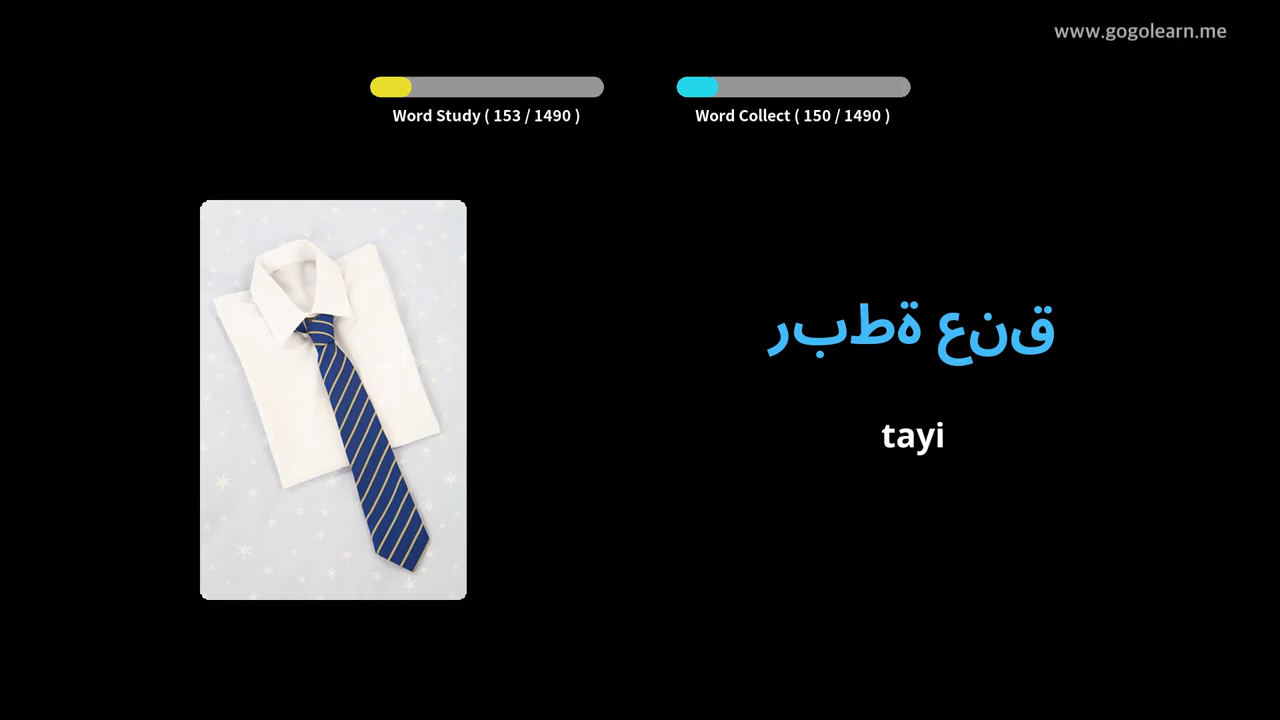 www.gogolearn.me
Word Study ( 153 / 1490 )
Word Collect ( 150 / 1490 )
ربطة عنق
tayi